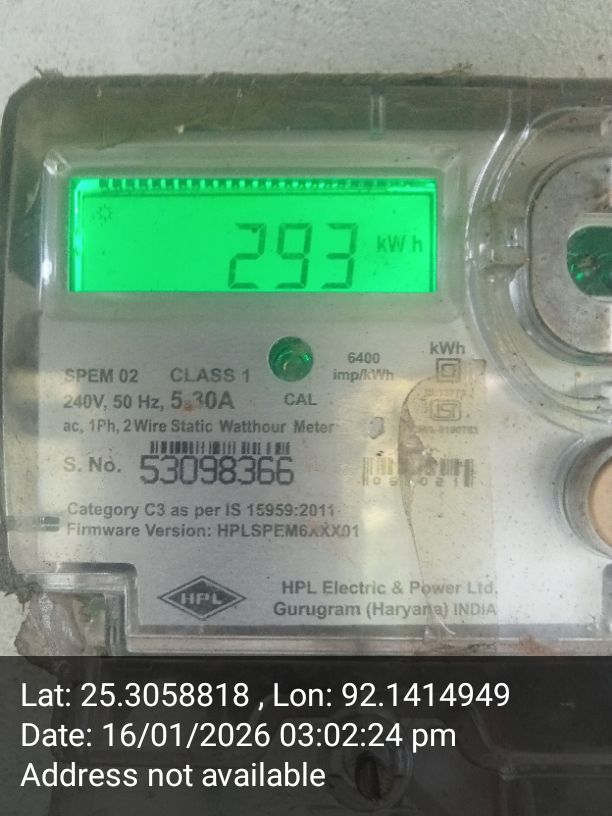 293 kWh
kWh
6400
imp/kWh
SPEM 02 CLASS 1
240V, 50 Hz, 5-30A
CAL
ac, 1Ph, 2Wire Static Watthour Meter
S. No. 53098366
Category C3 as per IS 15959:2011
Firmware Version: HPLSPEM6XXX01
HPL
HPL Electric & Power Ltd.
Gurugram (Haryana) INDIA
Lat: 25.3058818 , Lon: 92.1414949
Date: 16/01/2026 03:02:24 pm
Address not available